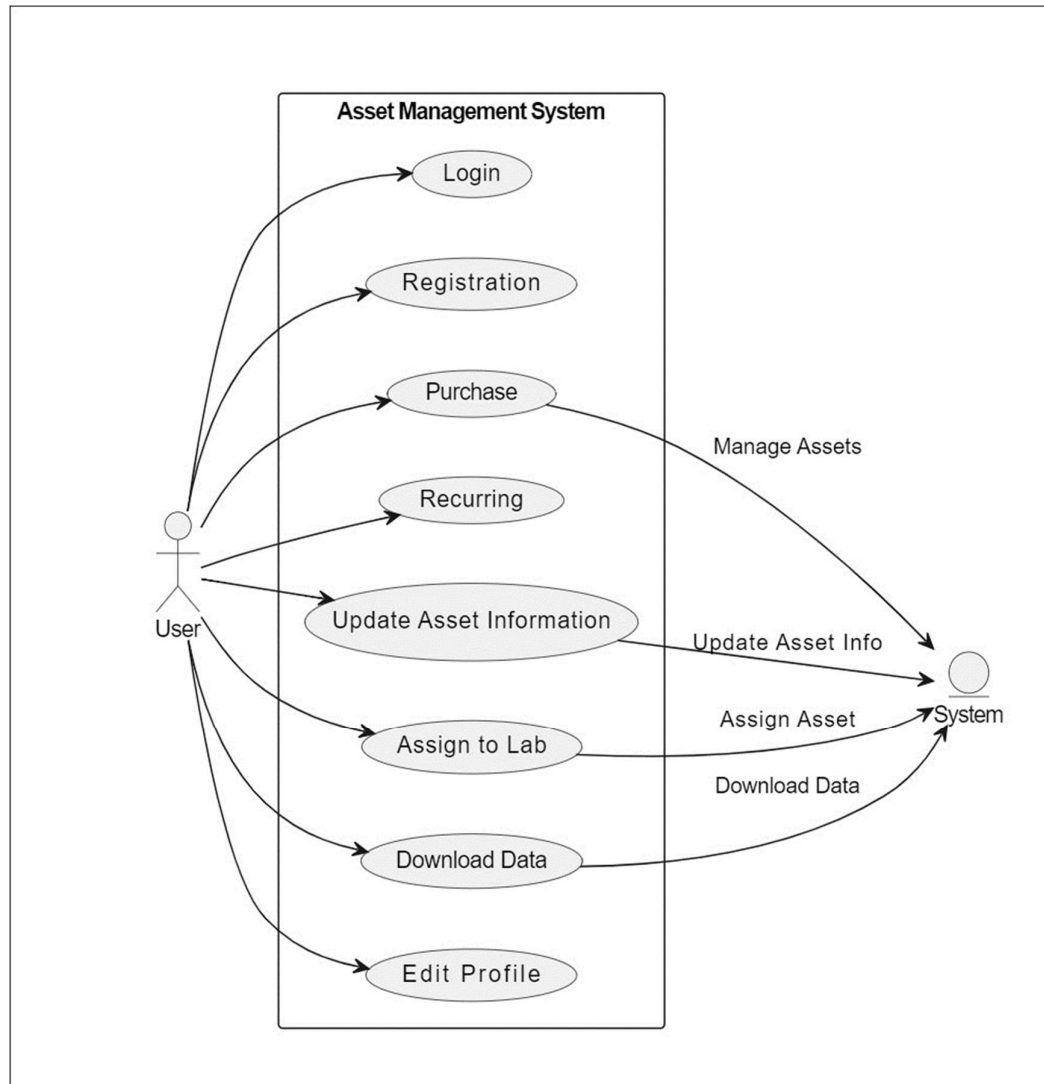 Asset Management System
Login
Registration
Purchase
Manage Assets
Recurring
User
Update Asset Information
Update Asset Info
System
Assign to Lab
Assign Asset
Download Data
Download Data
Edit Profile